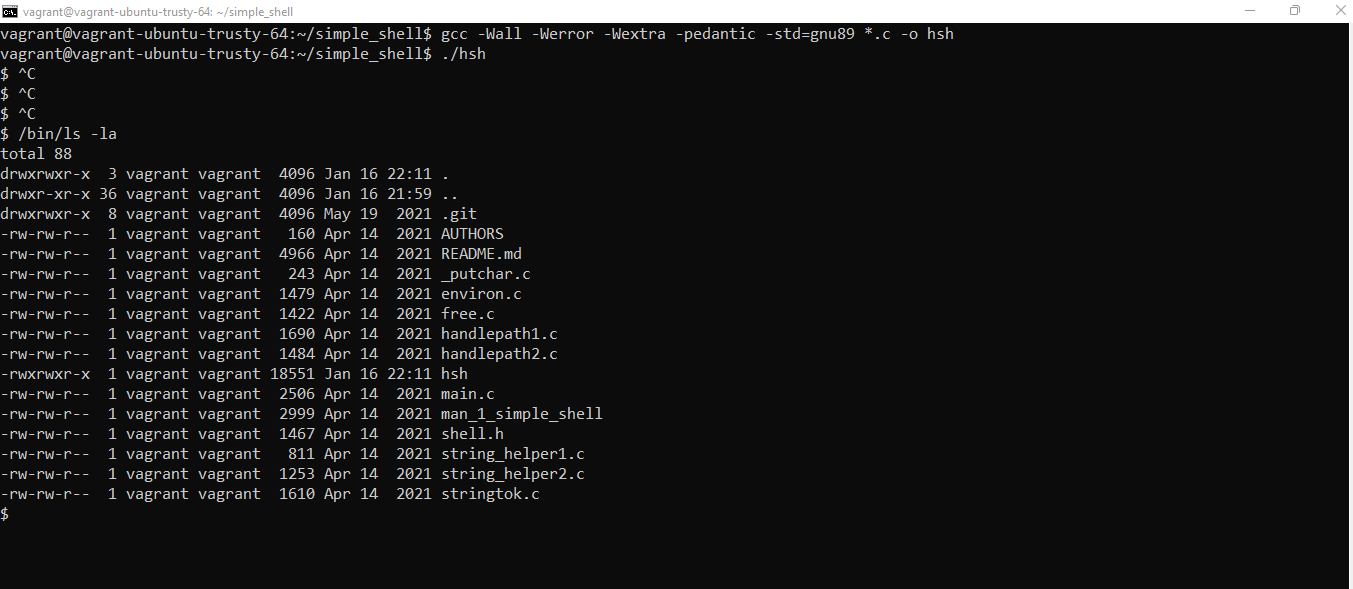 vagrant@vagrant-ubuntu-trusty-64: ~/simple_shell
vagrant@vagrant-ubuntu-trusty-64:~/simple_shell$ gcc -Wall -Werror -Wextra -pedantic -std=gnu89 *.c -o hsh
vagrant@vagrant-ubuntu-trusty-64:~/simple_shell$ ./hsh
$ ^C
$ ^C
$ ^C
$ /bin/ls -la
total 88
drwxrwxr-x  3 vagrant vagrant  4096 Jan 16 22:11 .
drwxr-xr-x 36 vagrant vagrant  4096 Jan 16 21:59 ..
drwxrwxr-x  8 vagrant vagrant  4096 May 19  2021 .git
-rw-rw-r--  1 vagrant vagrant   160 Apr 14  2021 AUTHORS
-rw-rw-r--  1 vagrant vagrant  4966 Apr 14  2021 README.md
-rw-rw-r--  1 vagrant vagrant   243 Apr 14  2021 _putchar.c
-rw-rw-r--  1 vagrant vagrant  1479 Apr 14  2021 environ.c
-rw-rw-r--  1 vagrant vagrant  1422 Apr 14  2021 free.c
-rw-rw-r--  1 vagrant vagrant  1690 Apr 14  2021 handlepath1.c
-rw-rw-r--  1 vagrant vagrant  1484 Apr 14  2021 handlepath2.c
-rwxrwxr-x  1 vagrant vagrant 18551 Jan 16 22:11 hsh
-rw-rw-r--  1 vagrant vagrant  2506 Apr 14  2021 main.c
-rw-rw-r--  1 vagrant vagrant  2999 Apr 14  2021 man_1_simple_shell
-rw-rw-r--  1 vagrant vagrant  1467 Apr 14  2021 shell.h
-rw-rw-r--  1 vagrant vagrant   811 Apr 14  2021 string_helper1.c
-rw-rw-r--  1 vagrant vagrant  1253 Apr 14  2021 string_helper2.c
-rw-rw-r--  1 vagrant vagrant  1610 Apr 14  2021 stringtok.c
$